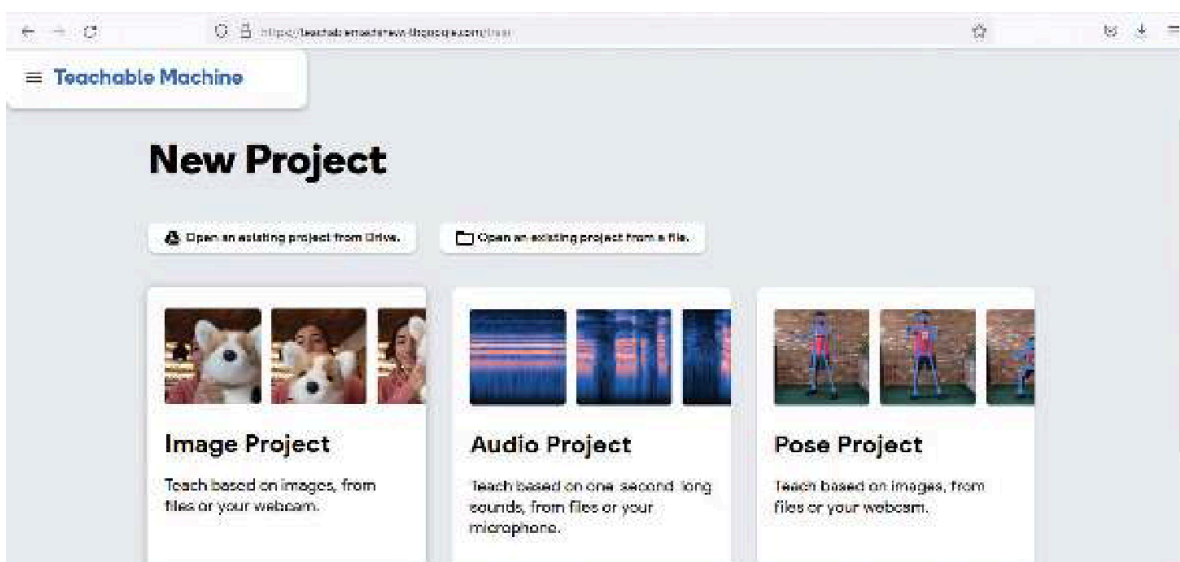 Teachable Machine
New Project
Open an existing project from Drive.
Open an existing project from a file.
Image Project
Teach based on images, from
files or your webcam.
Audio Project
Teach based on one-second-long
sounds, from files or your
microphone.
Pose Project
Teach based on images, from
files or your webcam.